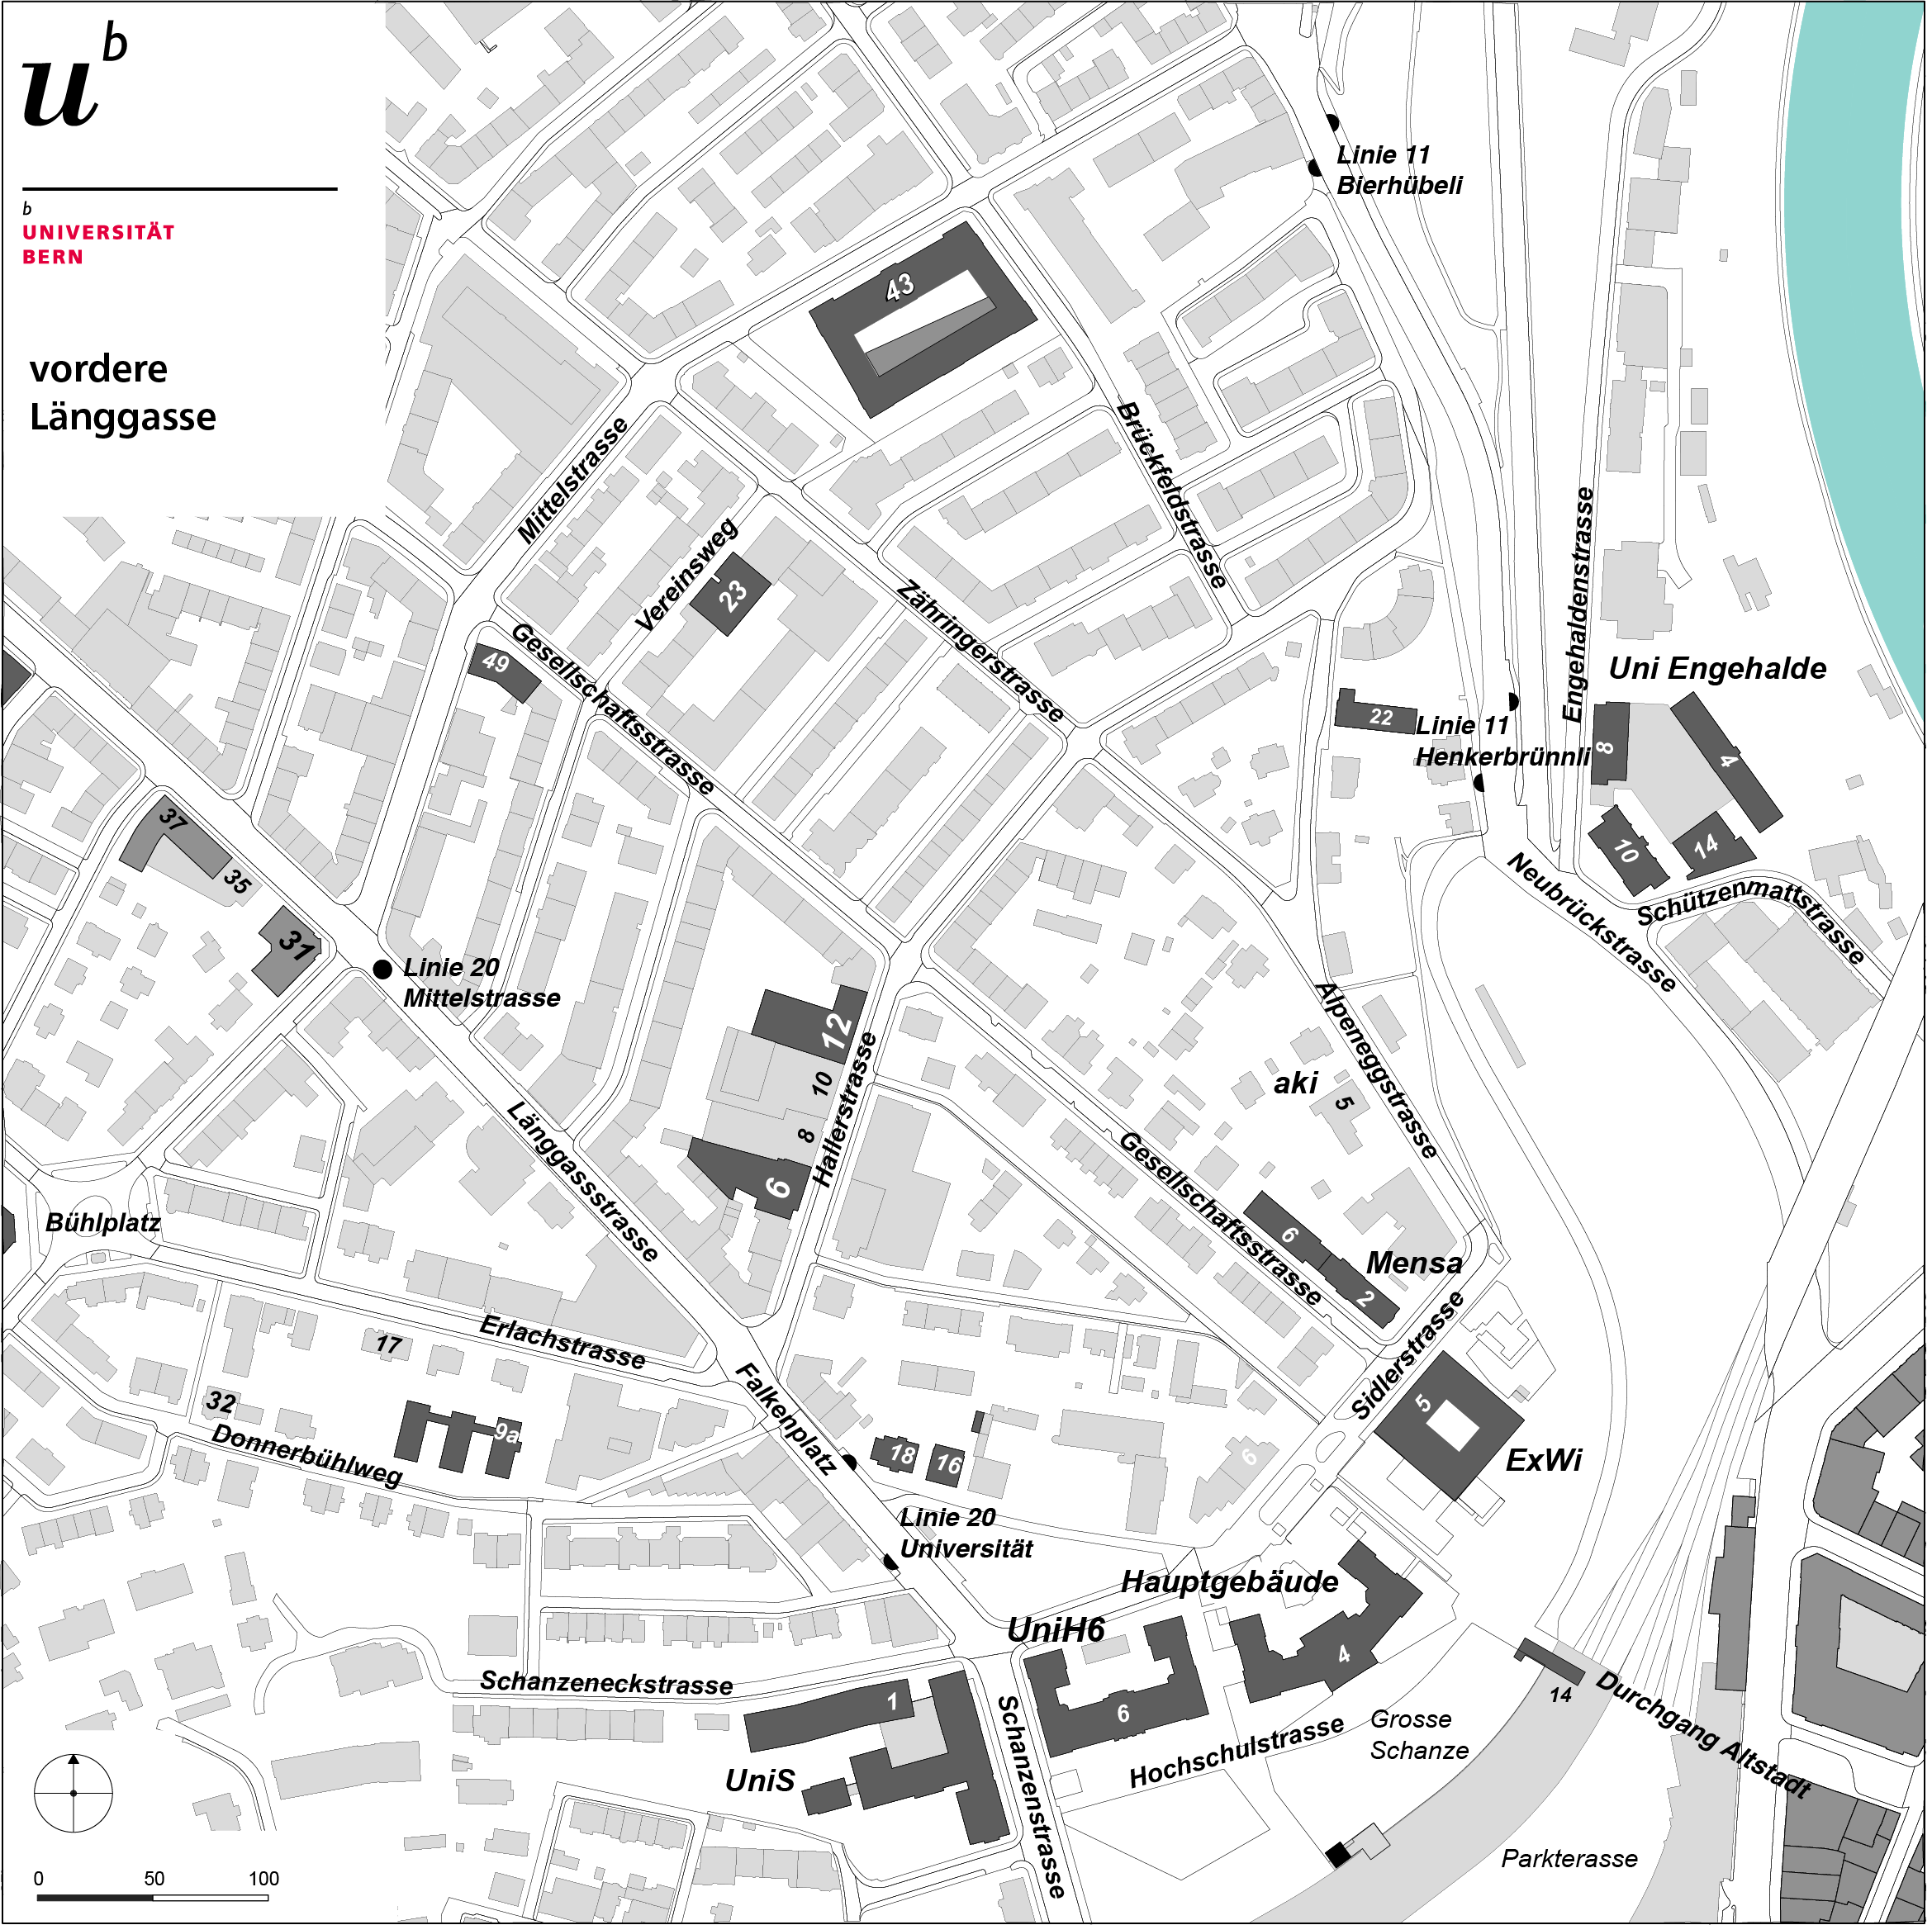 u
b
b
UNIVERSITÄT
BERN
vordere
Länggasse
Linie 11
Bierhübeli
43
Mittelstrasse
Brückfeldstrasse
Vereinsweg
23
Zähringerstrasse
Engehaldenstrasse
Gesellschaftsstrasse
49
Uni Engehalde
22
Linie 11
Henkerbrünnli
8
4
10
14
37
35
31
Neubrückstrasse
Schützenmattstrasse
Linie 20
Mittelstrasse
12
10
8
6
Hallerstrasse
Alpeneggstrasse
aki
5
Länggassstrasse
Gesellschaftsstrasse
6
2
Mensa
Bühlplatz
Sidlerstrasse
Erlachstrasse
17
32
9a
Donnerbühlweg
Falkenplatz
18
16
6
5
ExWi
Linie 20
Universität
Hauptgebäude
UniH6
4
6
14
Durchgang Altstadt
Schanzeneckstrasse
1
UniS
Schanzenstrasse
Hochschulstrasse
Grosse
Schanze
Parkterasse
0 50 100